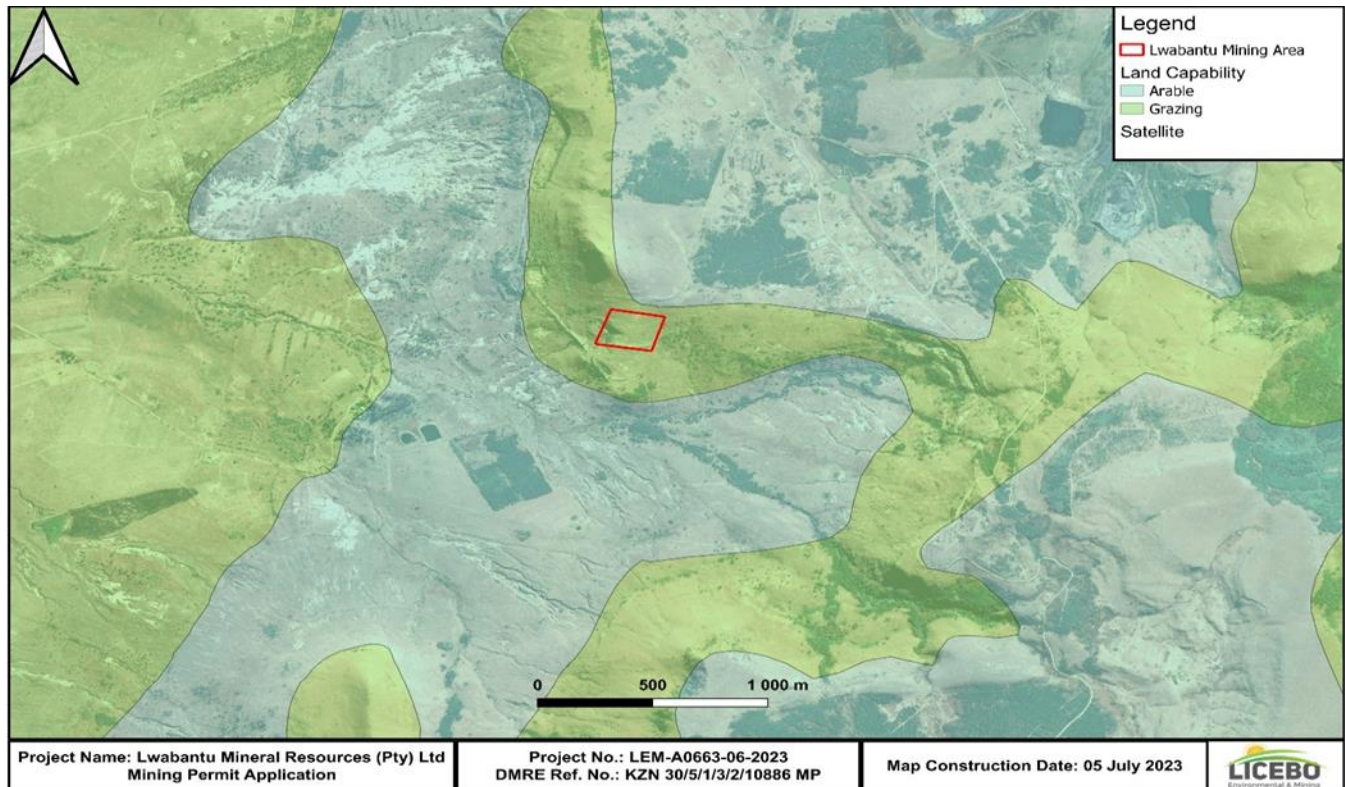 Legend
Lwabantu Mining Area
Land Capability
Arable
Grazing
Satellite
0 500 1 000 m
Project Name: Lwabantu Mineral Resources (Pty) Ltd
Mining Permit Application
Project No.: LEM-A0663-06-2023
DMRE Ref. No.: KZN 30/5/1/3/2/10886 MP
Map Construction Date: 05 July 2023
LICEBO
Environmental & Mining